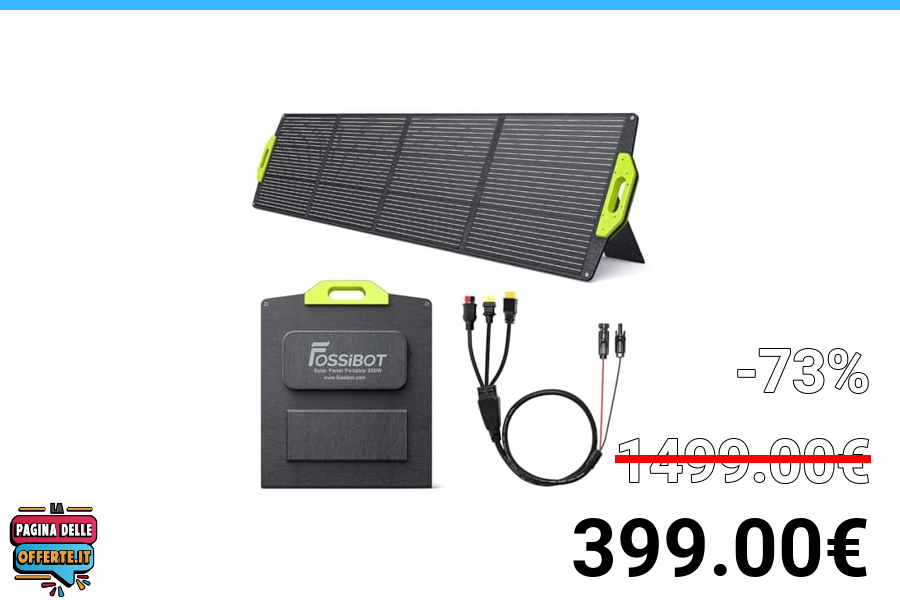 FOSSiBOT
Solar Panel Portable 200W
www.fossibot.com
-73%
1499.00€
399.00€
LA
PAGINA DELLE
OFFERTE.IT